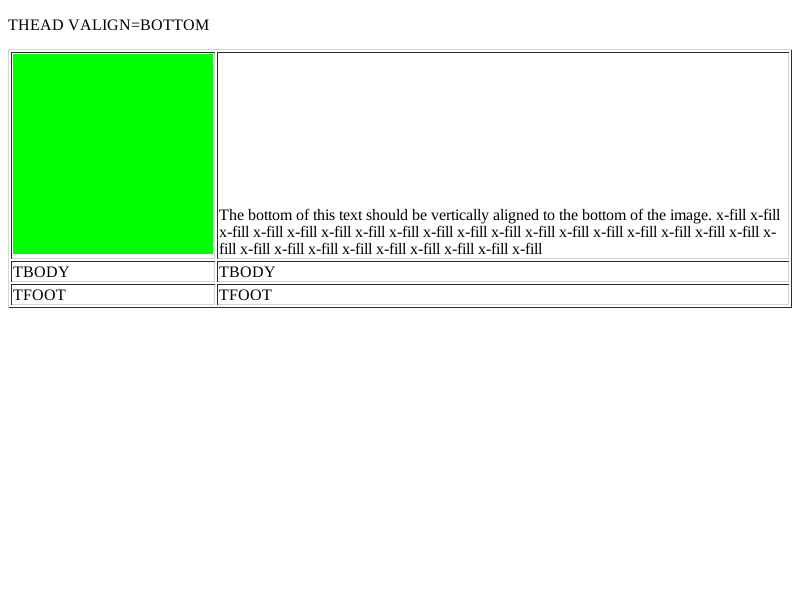 THEAD VALIGN=BOTTOM
The bottom of this text should be vertically aligned to the bottom of the image. x-fill x-fill
x-fill x-fill x-fill x-fill x-fill x-fill x-fill x-fill x-fill x-fill x-fill x-fill x-fill x-fill x-fill x-fill x-
fill x-fill x-fill x-fill x-fill x-fill x-fill x-fill x-fill x-fill
TBODY TBODY
TFOOT TFOOT